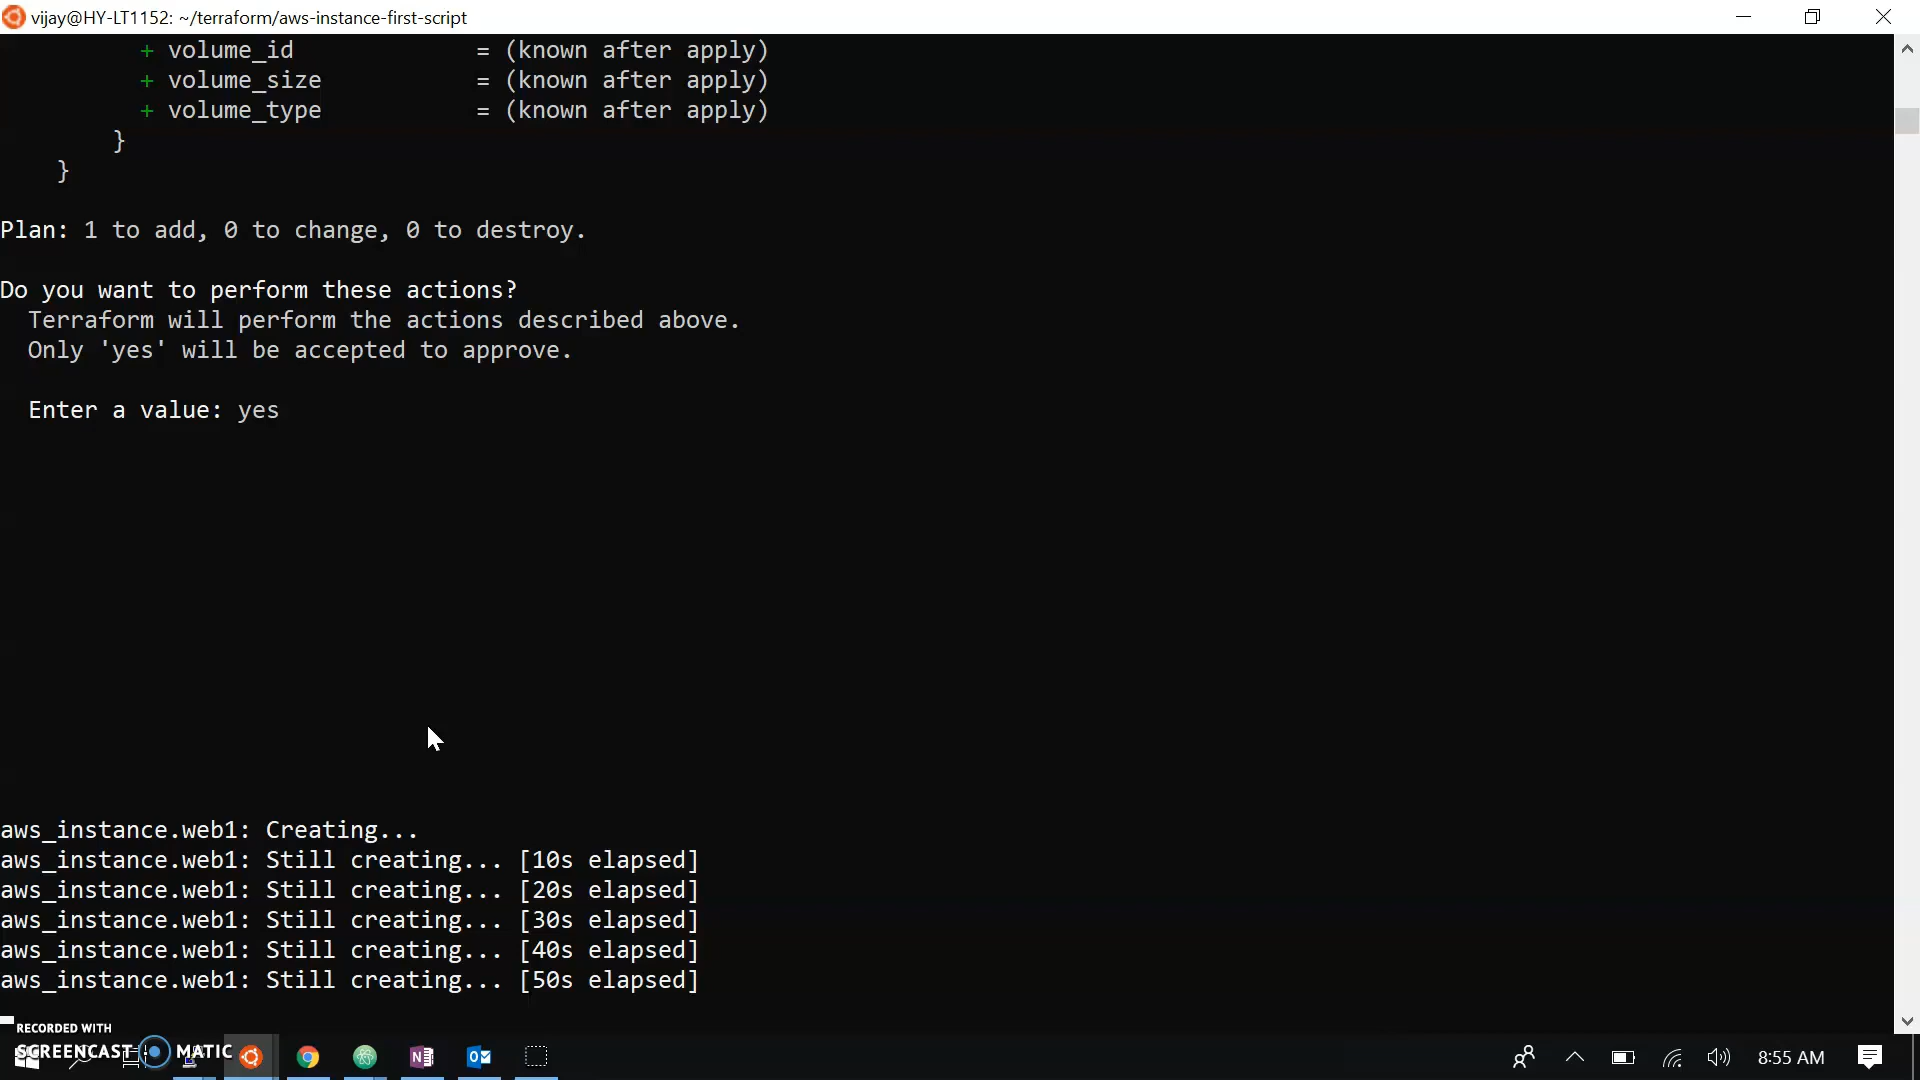 vijay@HY-LT1152: ~/terraform/aws-instance-first-script
+ volume_id = (known after apply)
+ volume_size = (known after apply)
+ volume_type = (known after apply)
}
}
Plan: 1 to add, 0 to change, 0 to destroy.
Do you want to perform these actions?
Terraform will perform the actions described above.
Only 'yes' will be accepted to approve.
Enter a value: yes
aws_instance.web1: Creating...
aws_instance.web1: Still creating... [10s elapsed]
aws_instance.web1: Still creating... [20s elapsed]
aws_instance.web1: Still creating... [30s elapsed]
aws_instance.web1: Still creating... [40s elapsed]
aws_instance.web1: Still creating... [50s elapsed]
RECORDED WITH
SCREENCAST MATIC
8:55 AM